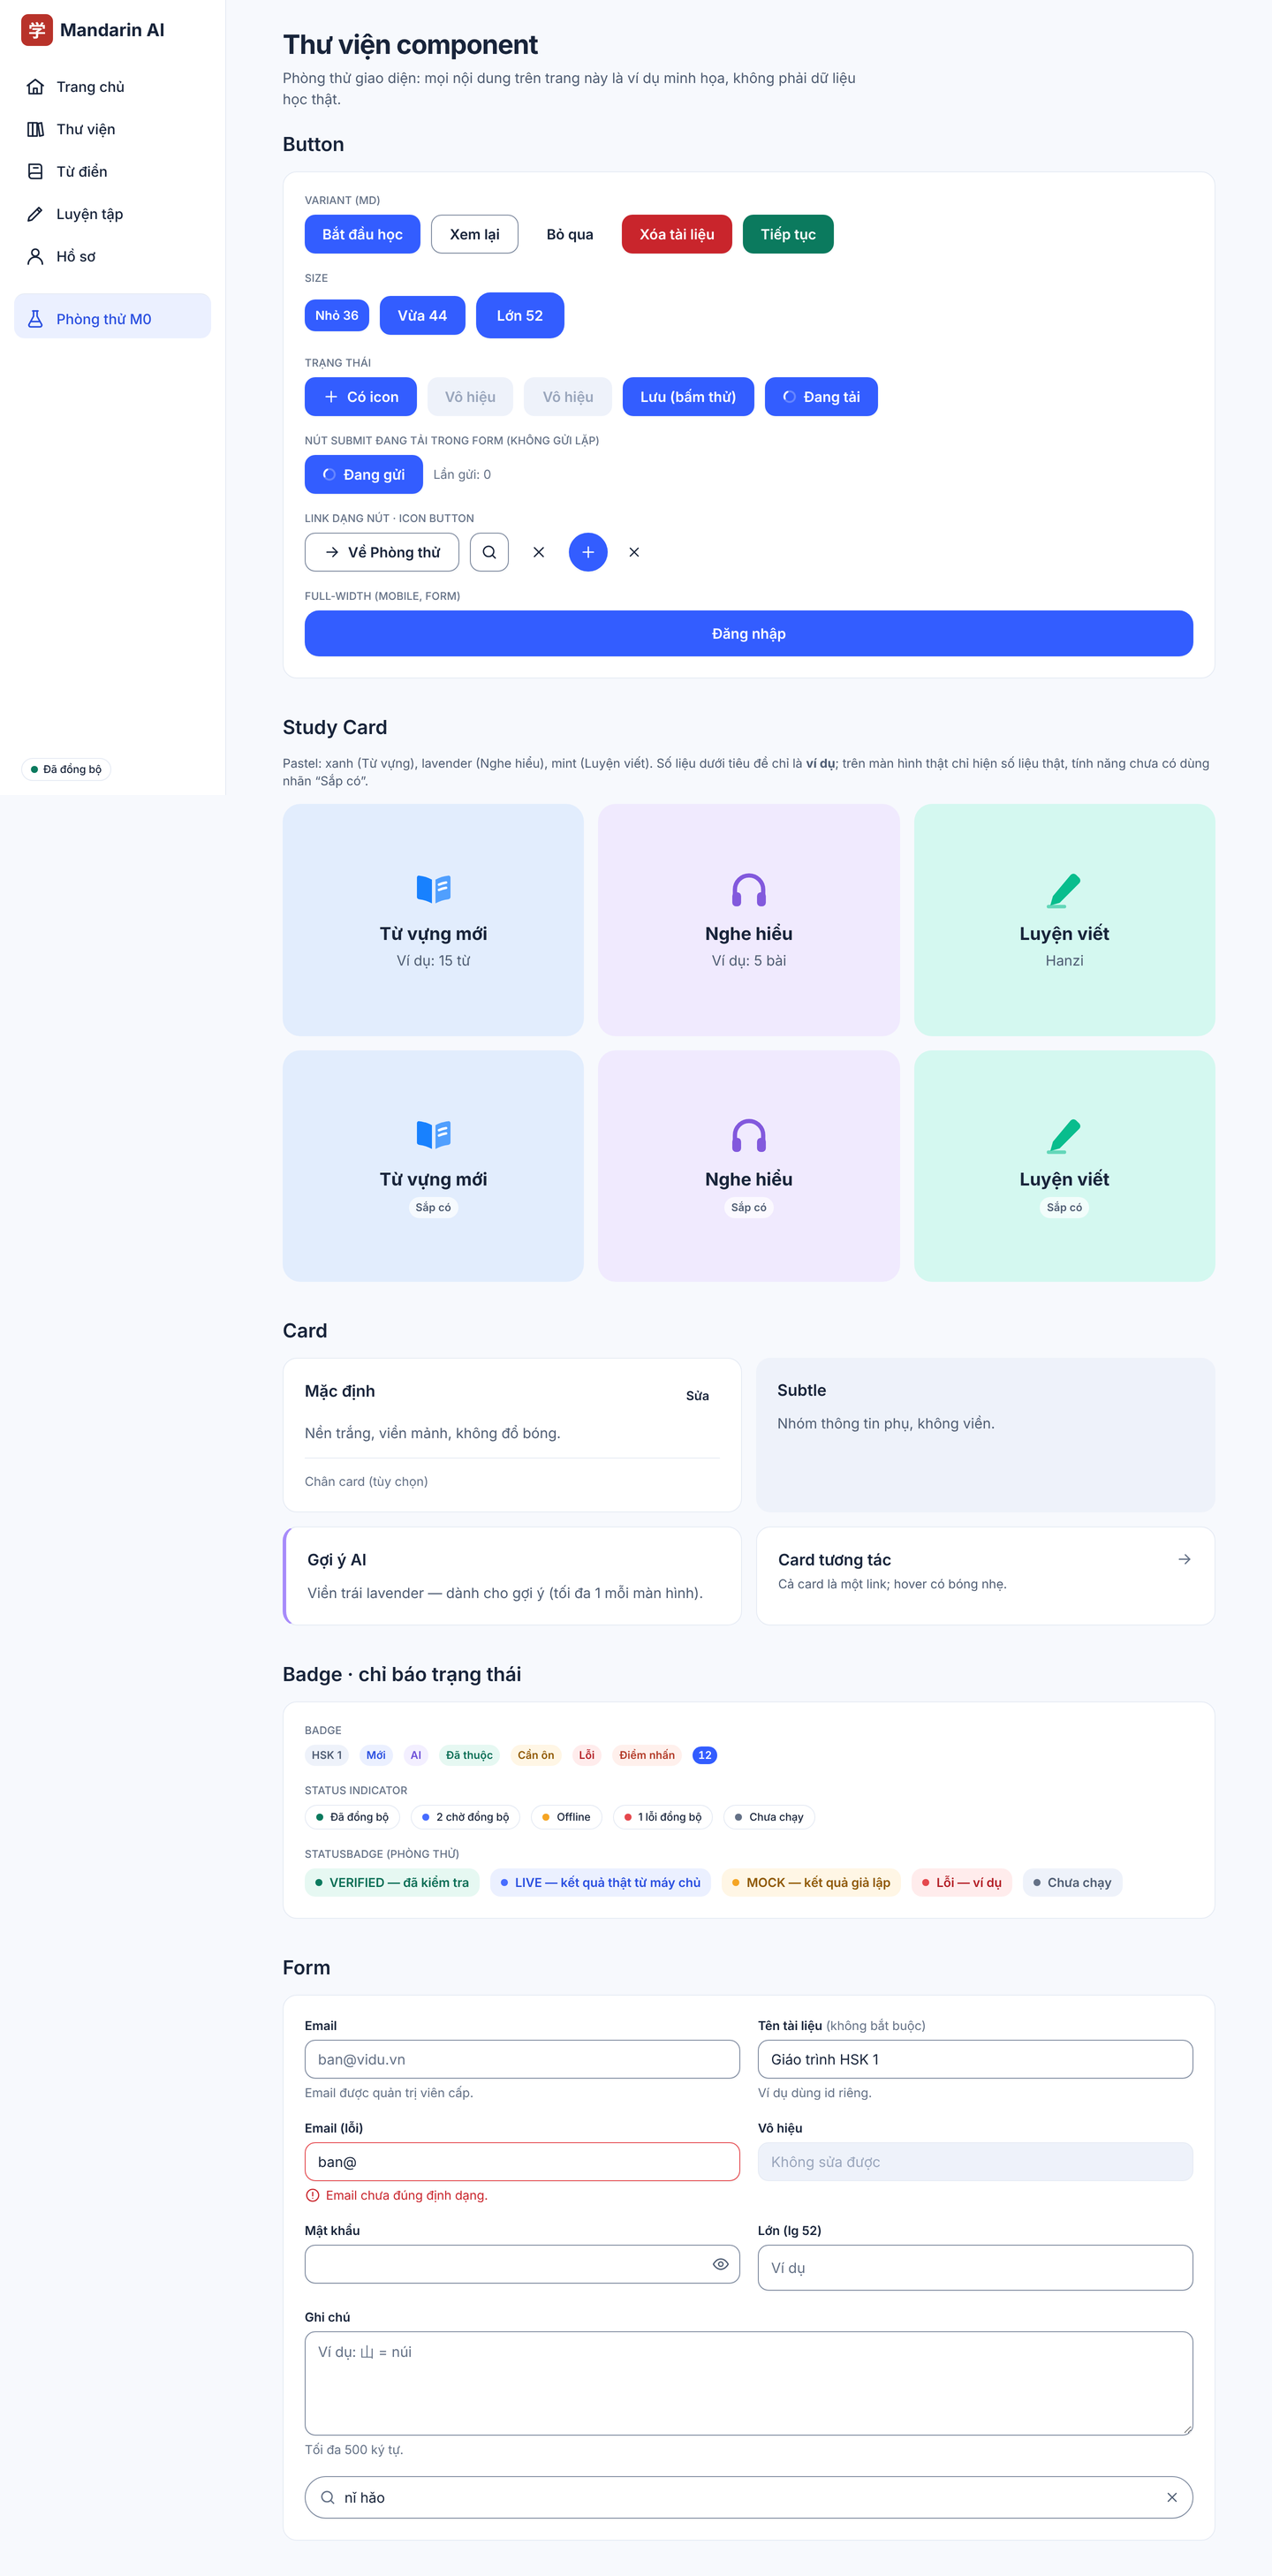 学 Mandarin AI
Trang chủ
Thư viện
Từ điển
Luyện tập
Hồ sơ
Phòng thử M0
Đã đồng bộ
Thư viện component
Phòng thử giao diện: mọi nội dung trên trang này là ví dụ minh họa, không phải dữ liệu
học thật.
Button
VARIANT (MD)
Bắt đầu học Xem lại Bỏ qua Xóa tài liệu Tiếp tục
SIZE
Nhỏ 36 Vừa 44 Lớn 52
TRẠNG THÁI
Có icon Vô hiệu Vô hiệu Lưu (bấm thử) Đang tải
NÚT SUBMIT ĐANG TẢI TRONG FORM (KHÔNG GỬI LẶP)
Đang gửi Lần gửi: 0
LINK DẠNG NÚT · ICON BUTTON
Về Phòng thử
FULL-WIDTH (MOBILE, FORM)
Đăng nhập
Study Card
Pastel: xanh (Từ vựng), lavender (Nghe hiểu), mint (Luyện viết). Số liệu dưới tiêu đề chỉ là ví dụ; trên màn hình thật chỉ hiện số liệu thật, tính năng chưa có dùng
nhãn “Sắp có”.
Từ vựng mới Nghe hiểu Luyện viết
Ví dụ: 15 từ Ví dụ: 5 bài Hanzi
Từ vựng mới Nghe hiểu Luyện viết
Sắp có Sắp có Sắp có
Card
Mặc định Sửa
Nền trắng, viền mảnh, không đổ bóng.
Chân card (tùy chọn)
Subtle
Nhóm thông tin phụ, không viền.
Gợi ý AI
Viền trái lavender — dành cho gợi ý (tối đa 1 mỗi màn hình).
Card tương tác
Cả card là một link; hover có bóng nhẹ.
Badge · chỉ báo trạng thái
BADGE
HSK 1 Mới AI Đã thuộc Cần ôn Lỗi Điểm nhấn 12
STATUS INDICATOR
Đã đồng bộ 2 chờ đồng bộ Offline 1 lỗi đồng bộ Chưa chạy
STATUSBADGE (PHÒNG THỬ)
VERIFIED — đã kiểm tra LIVE — kết quả thật từ máy chủ MOCK — kết quả giả lập Lỗi — ví dụ Chưa chạy
Form
Email
ban@vidu.vn
Email được quản trị viên cấp.
Tên tài liệu (không bắt buộc)
Giáo trình HSK 1
Ví dụ dùng id riêng.
Email (lỗi)
ban@
Email chưa đúng định dạng.
Vô hiệu
Không sửa được
Mật khẩu
Lớn (lg 52)
Ví dụ
Ghi chú
Ví dụ: 山 = núi
Tối đa 500 ký tự.
nǐ hǎo